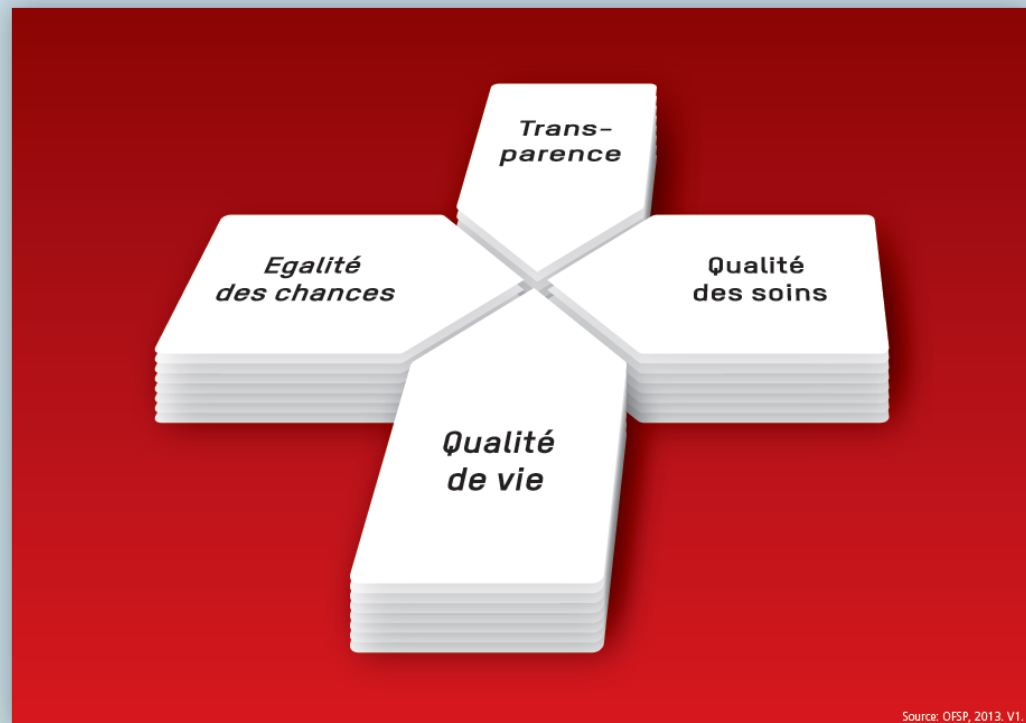 Trans-
parence
Egalité
des chances
Qualité
des soins
Qualité
de vie
Source: OFSP, 2013. V1.